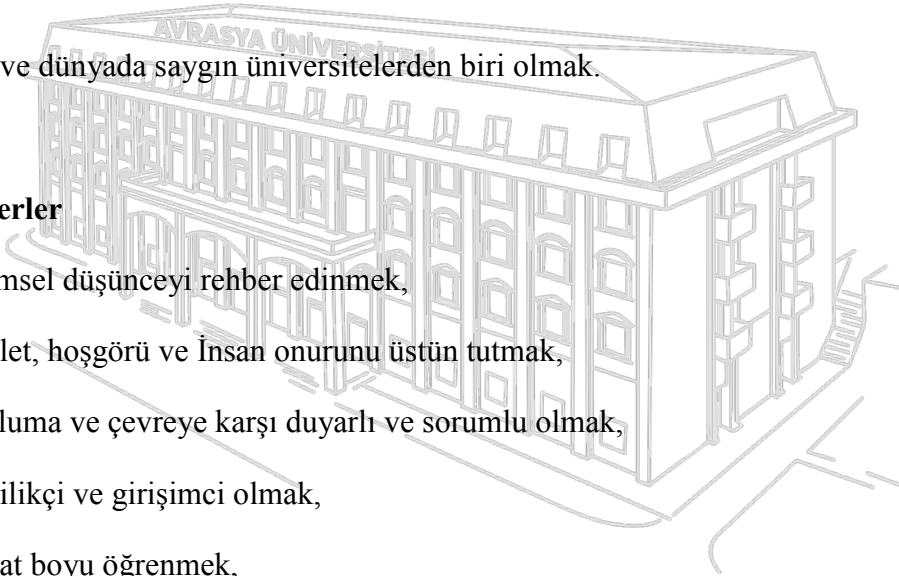 AVRASYA ÜNİVERSİTESİ
ve dünyada saygın üniversitelerden biri olmak.
erler
msel düşünceyi rehber edinmek,
let, hoşgörü ve İnsan onurunu üstün tutmak,
luma ve çevreye karşı duyarlı ve sorumlu olmak,
ilikçi ve girişimci olmak,
at boyu öğrenmek,